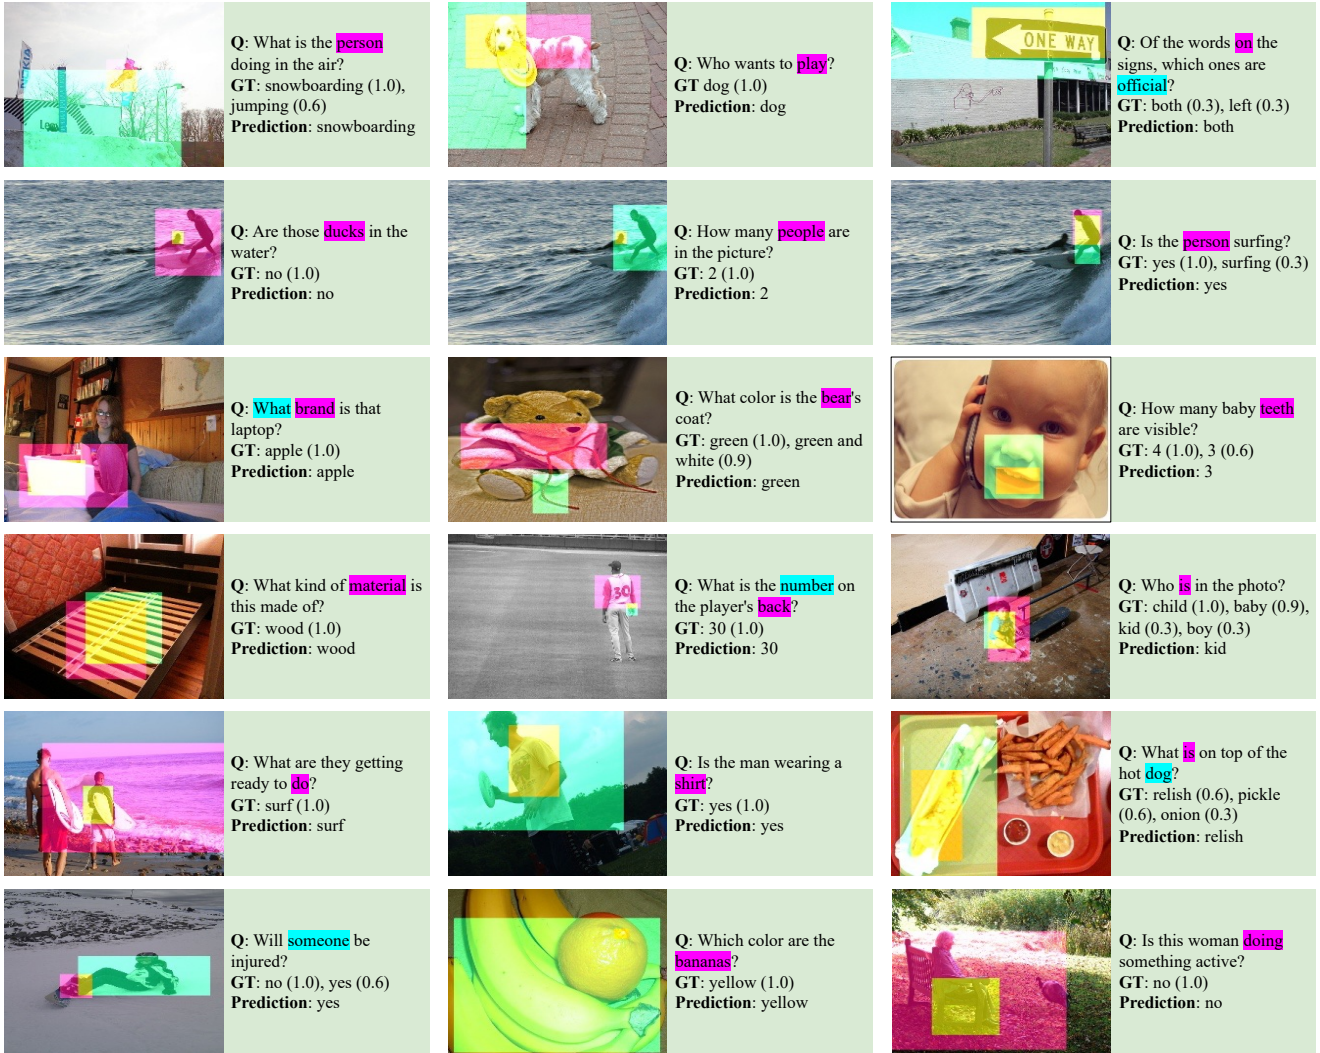 Q: What is the person
doing in the air?
GT: snowboarding (1.0),
jumping (0.6)
Prediction: snowboarding
Q: Who wants to play?
GT dog (1.0)
Prediction: dog
ONE WAY
Q: Of the words on the
signs, which ones are
official?
GT: both (0.3), left (0.3)
Prediction: both
Q: Are those ducks in the
water?
GT: no (1.0)
Prediction: no
Q: How many people are
in the picture?
GT: 2 (1.0)
Prediction: 2
Q: Is the person surfing?
GT: yes (1.0), surfing (0.3)
Prediction: yes
Q: What brand is that
laptop?
GT: apple (1.0)
Prediction: apple
Q: What color is the bear's
coat?
GT: green (1.0), green and
white (0.9)
Prediction: green
Q: How many baby teeth
are visible?
GT: 4 (1.0), 3 (0.6)
Prediction: 3
Q: What kind of material is
this made of?
GT: wood (1.0)
Prediction: wood
30
Q: What is the number on
the player's back?
GT: 30 (1.0)
Prediction: 30
Q: Who is in the photo?
GT: child (1.0), baby (0.9),
kid (0.3), boy (0.3)
Prediction: kid
Q: What are they getting
ready to do?
GT: surf (1.0)
Prediction: surf
Q: Is the man wearing a
shirt?
GT: yes (1.0)
Prediction: yes
Q: What is on top of the
hot dog?
GT: relish (0.6), pickle
(0.6), onion (0.3)
Prediction: relish
Q: Will someone be
injured?
GT: no (1.0), yes (0.6)
Prediction: yes
Q: Which color are the
bananas?
GT: yellow (1.0)
Prediction: yellow
Q: Is this woman doing
something active?
GT: no (1.0)
Prediction: no